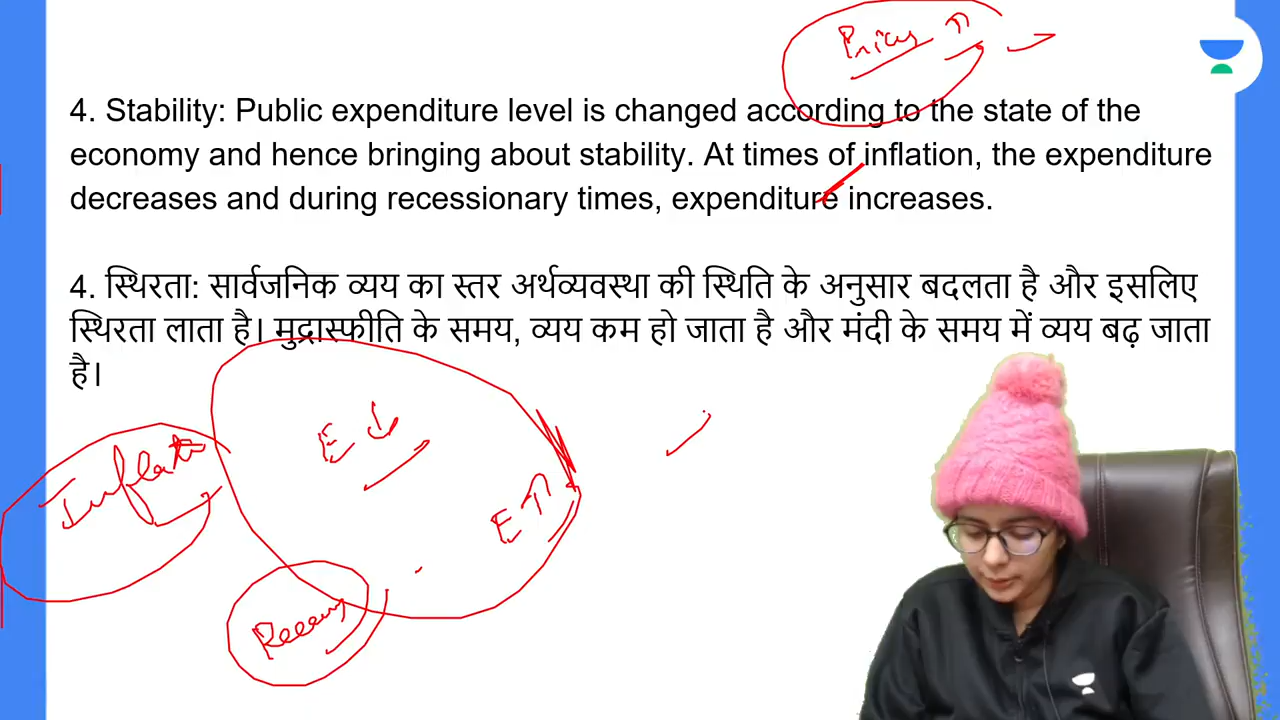 Prices ↑
4. Stability: Public expenditure level is changed according to the state of the
economy and hence bringing about stability. At times of inflation, the expenditure
decreases and during recessionary times, expenditure increases.
4. स्थिरता: सार्वजनिक व्यय का स्तर अर्थव्यवस्था की स्थिति के अनुसार बदलता है और इसलिए
स्थिरता लाता है। मुद्रास्फीति के समय, व्यय कम हो जाता है और मंदी के समय में व्यय बढ़ जाता
है।
E ↓
E ↑